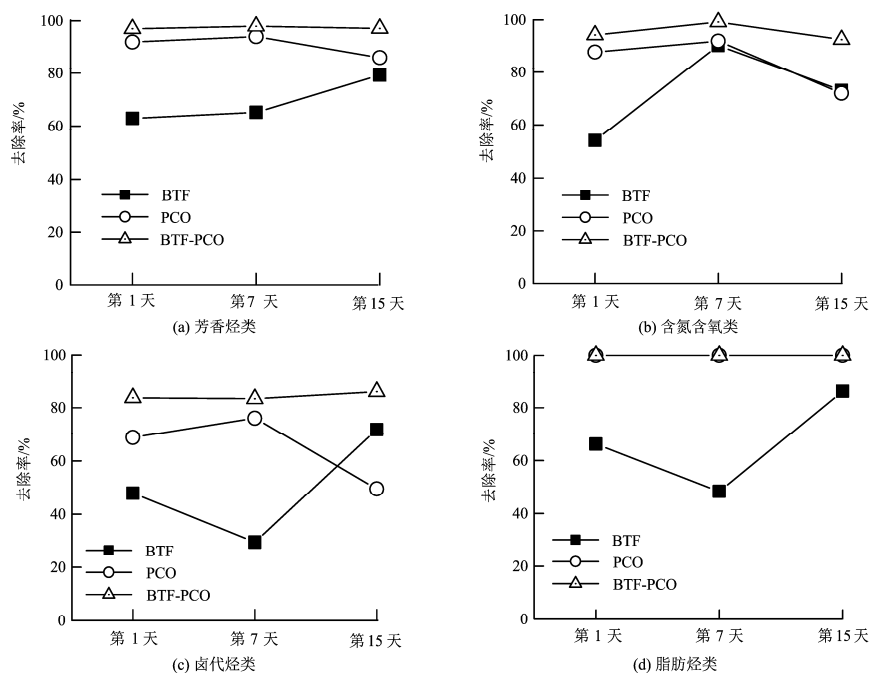 100
80
60
40
20
0
去除率/%
BTF
PCO
BTF-PCO
第 1 天
第 7 天
第 15 天
(a) 芳香烃类
100
80
60
40
20
0
去除率/%
BTF
PCO
BTF-PCO
第 1 天
第 7 天
第 15 天
(b) 含氮含氧类
100
80
60
40
20
0
去除率/%
BTF
PCO
BTF-PCO
第 1 天
第 7 天
第 15 天
(c) 卤代烃类
100
80
60
40
20
0
去除率/%
BTF
PCO
BTF-PCO
第 1 天
第 7 天
第 15 天
(d) 脂肪烃类